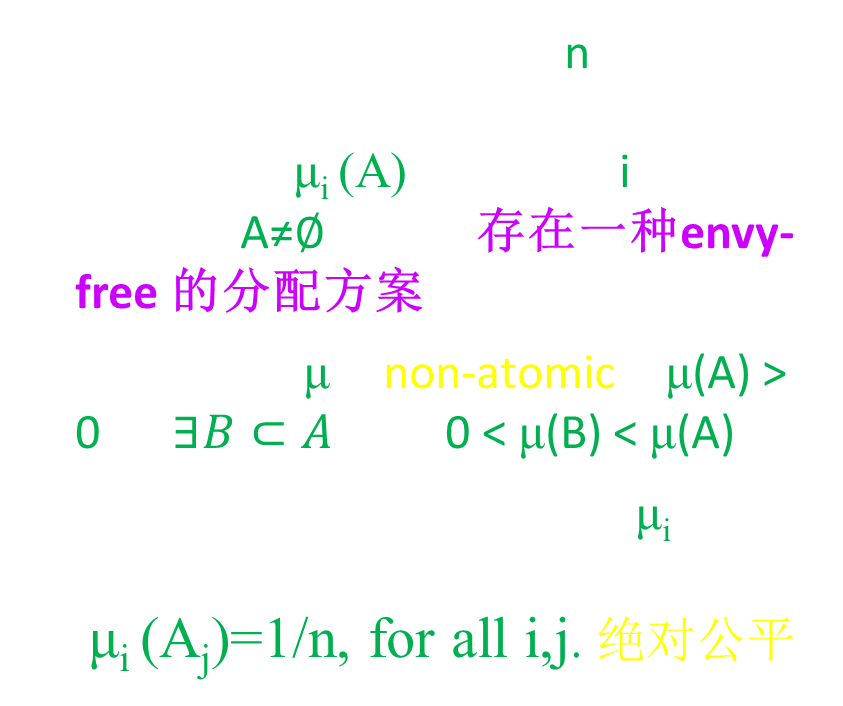 n
μi (A) i
A≠∅ 存在一种envy-
free 的分配方案
μ non-atomic μ(A) >
0 ∃B ⊂ A 0 < μ(B) < μ(A)
μi
μi (Aj)=1/n, for all i,j. 绝对公平